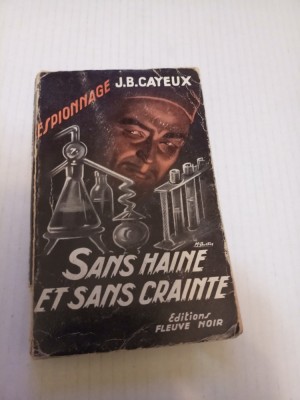 ESPIONNAGE
J.B. CAYEUX
SANS HAINE
ET SANS CRAINTE
Editions
FLEUVE NOIR